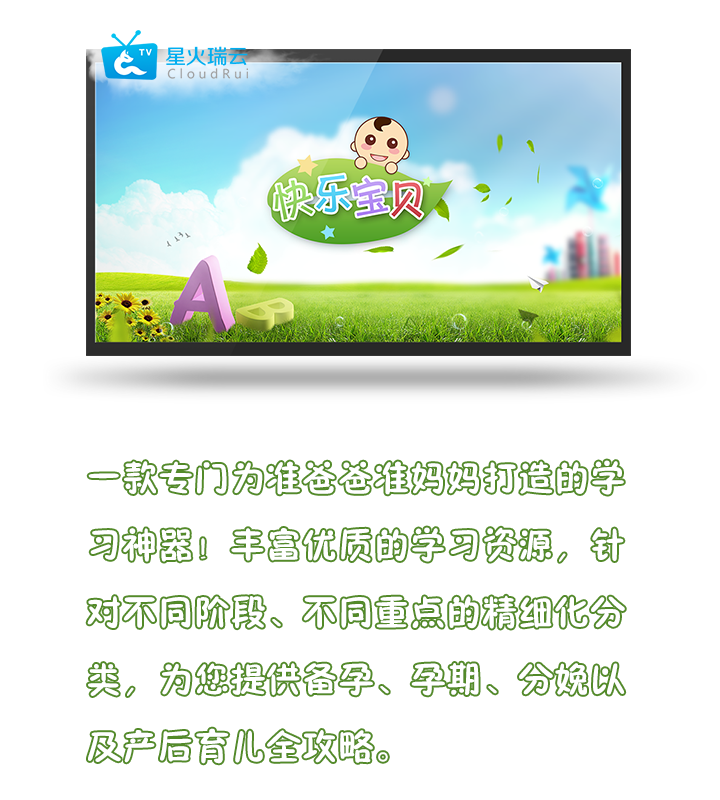 TV
星火瑞云
CloudRui
快乐宝贝
A
B
一款专门为准爸爸准妈妈打造的学
习神器！丰富优质的学习资源，针
对不同阶段、不同重点的精细化分
类，为您提供备孕、孕期、分娩以
及产后育儿全攻略。